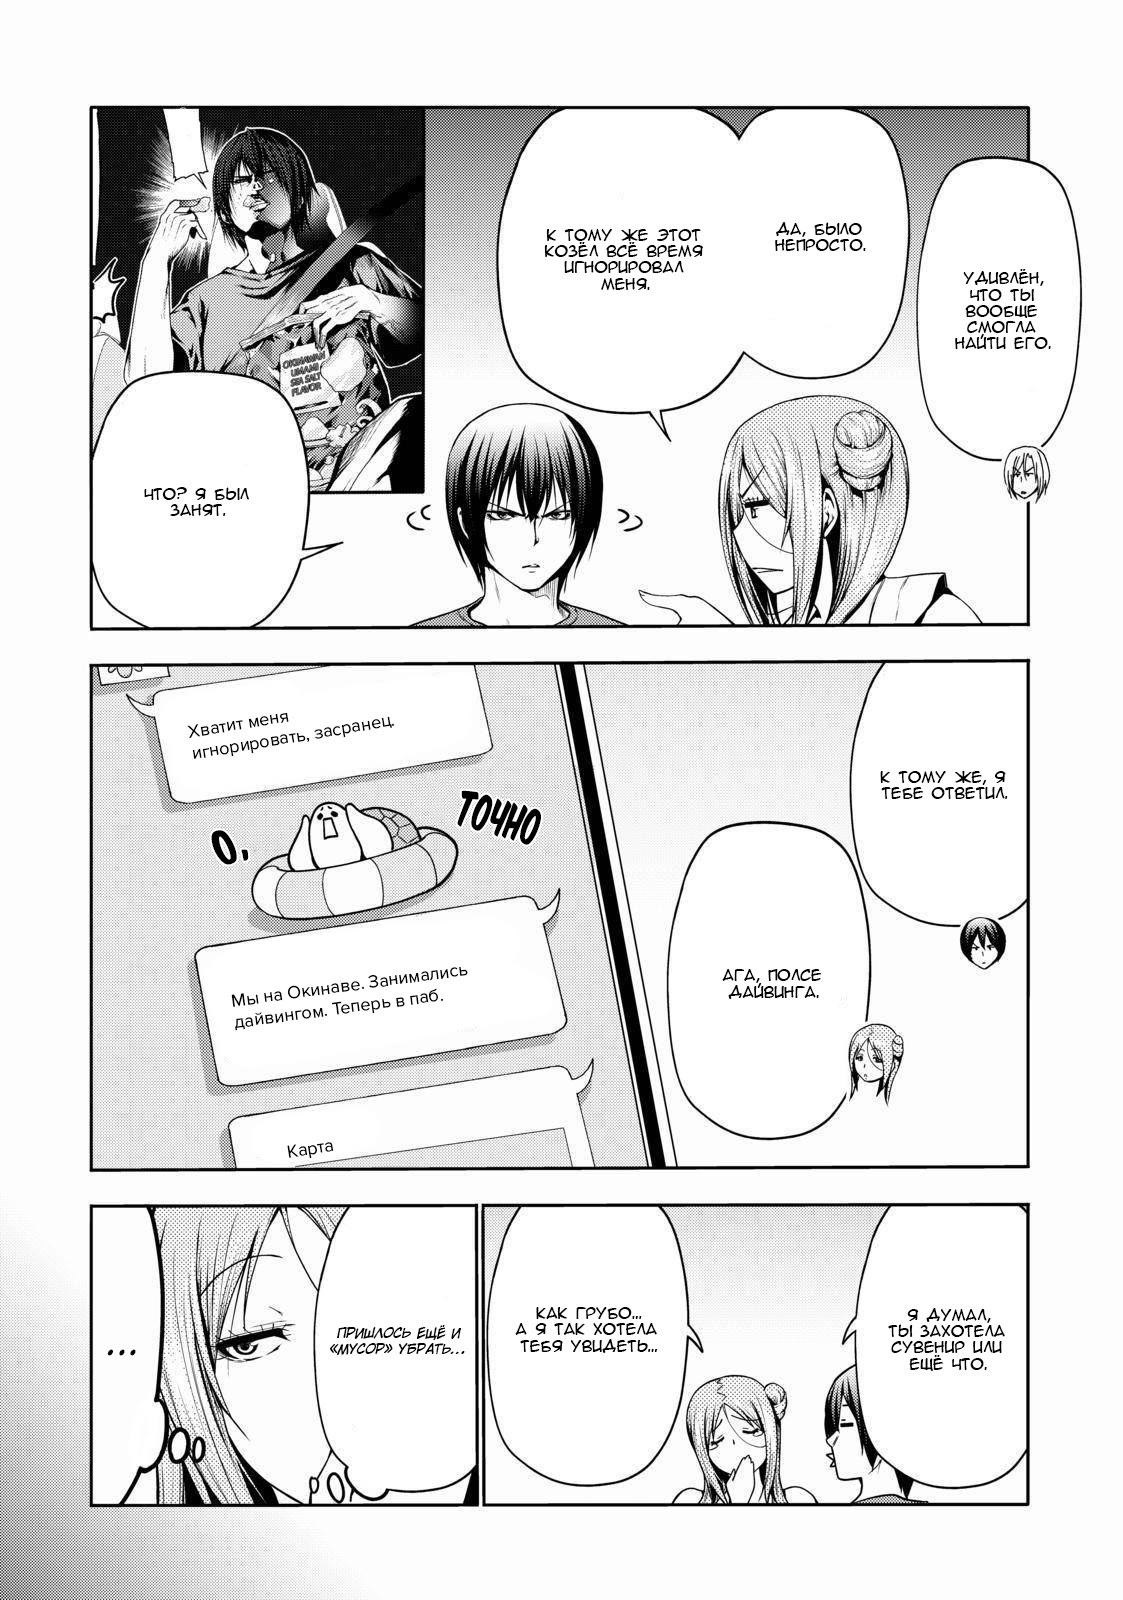 УДИВЛЁН,
ЧТО ТЫ
ВООБЩЕ
СМОГЛА
НАЙТИ ЕГО.
ДА, БЫЛО
НЕПРОСТО.
К ТОМУ ЖЕ ЭТОТ
КОЗЁЛ ВСЁ ВРЕМЯ
ИГНОРИРОВАЛ
МЕНЯ.
OKINAWAN
UMAMI
SEA SALT
FLAVOR
ЧТО? Я БЫЛ
ЗАНЯТ.
К ТОМУ ЖЕ, Я
ТЕБЕ ОТВЕТИЛ.
АГА, ПОЛСЕ
ДАЙВИНГА.
Хватит меня
игнорировать, засранец.
О,
ТОЧНО
Мы на Окинаве. Занимались
дайвингом. Теперь в паб.
Карта
Я ДУМАЛ,
ТЫ ЗАХОТЕЛА
СУВЕНИР ИЛИ
ЕЩЁ ЧТО.
КАК ГРУБО...
А Я ТАК ХОТЕЛА
ТЕБЯ УВИДЕТЬ...
ПРИШЛОСЬ ЕЩЁ И
«МУСОР» УБРАТЬ...
...